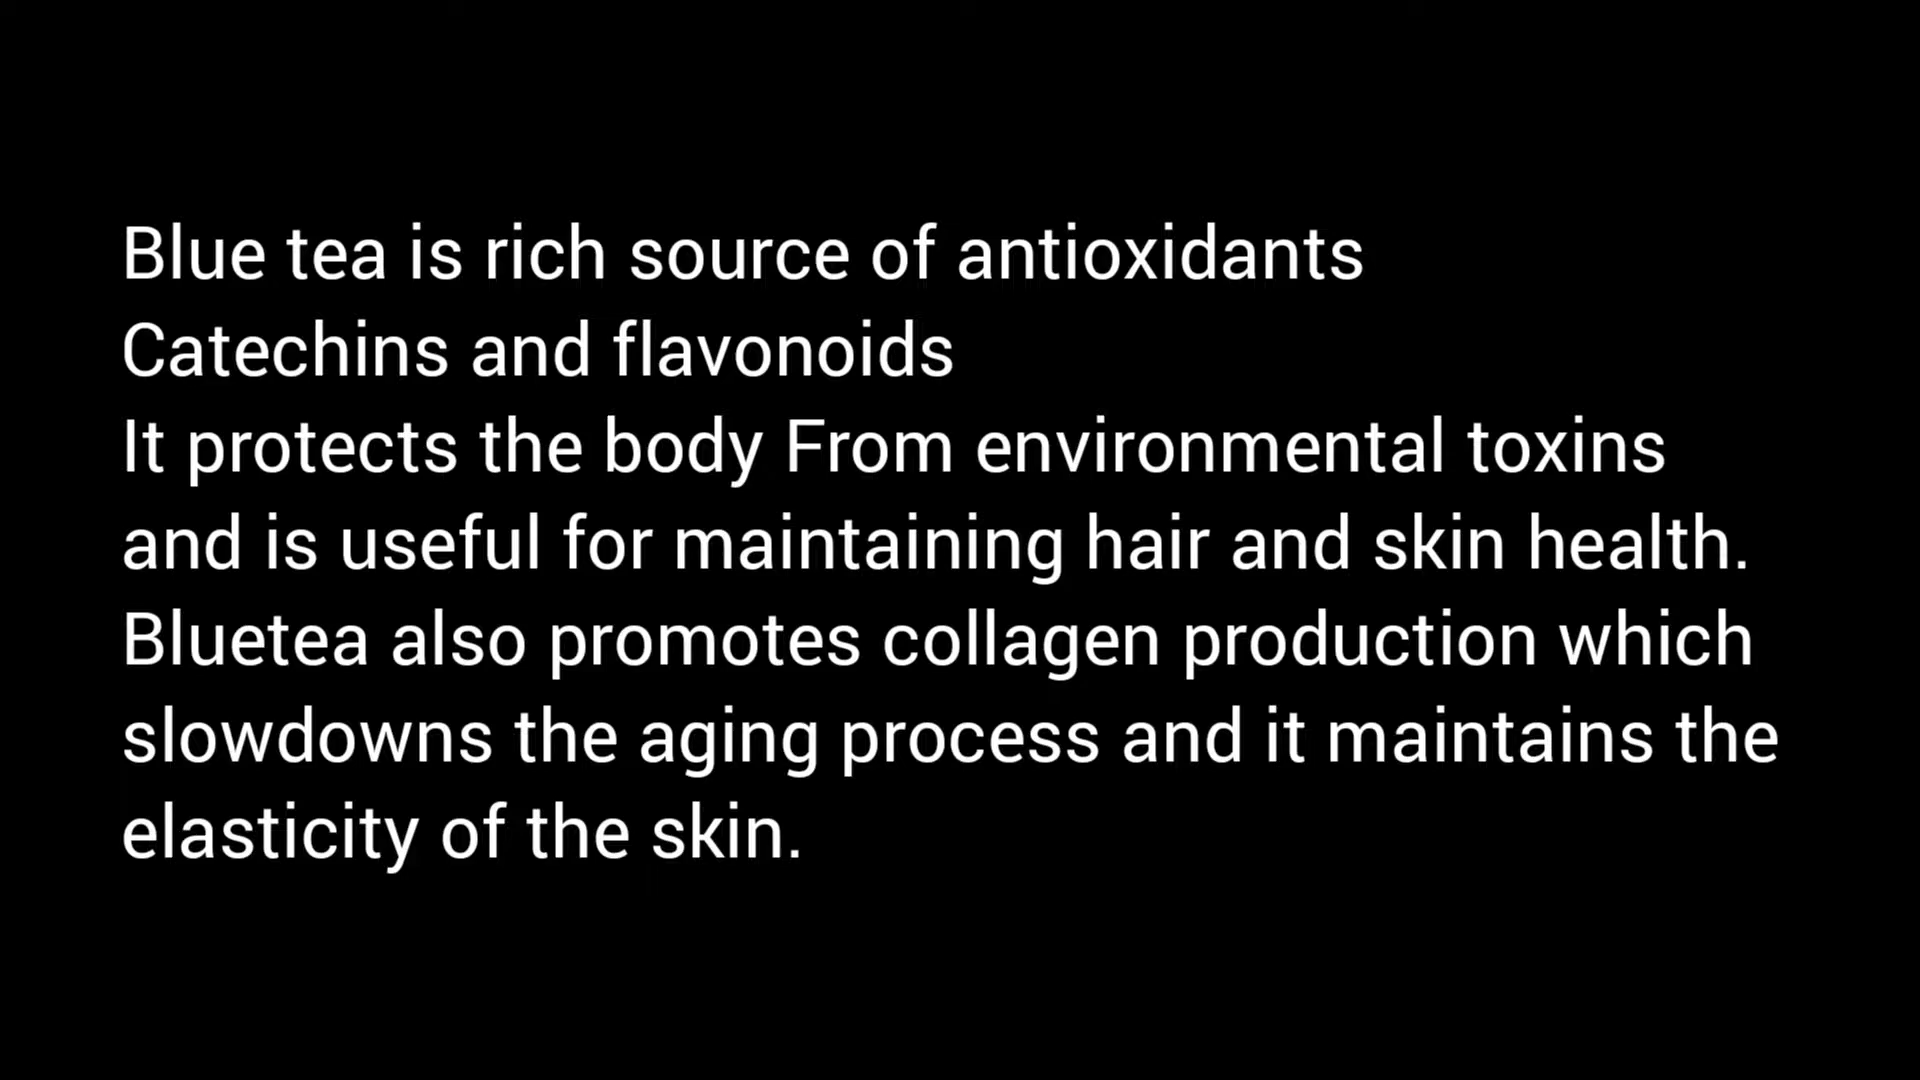 Blue tea is rich source of antioxidants
Catechins and flavonoids
It protects the body From environmental toxins
and is useful for maintaining hair and skin health.
Bluetea also promotes collagen production which
slowdowns the aging process and it maintains the
elasticity of the skin.